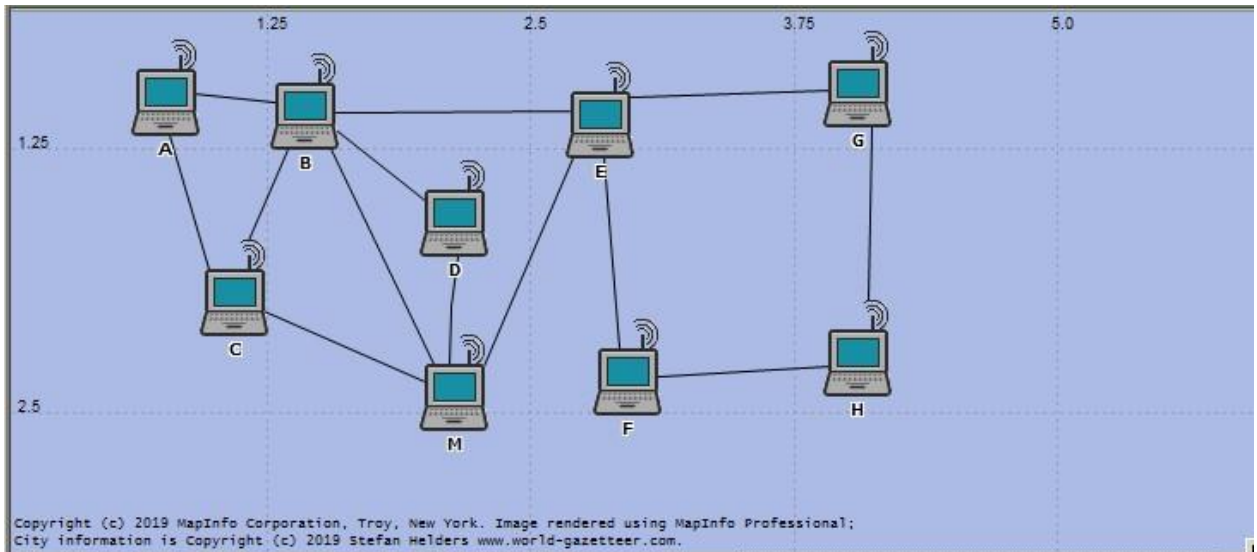 1.25 2.5 3.75 5.0
A B E G
1.25
D
C
M F H
2.5
Copyright (c) 2019 MapInfo Corporation, Troy, New York. Image rendered using MapInfo Professional;
City information is Copyright (c) 2019 Stefan Helders www.world-gazetteer.com.